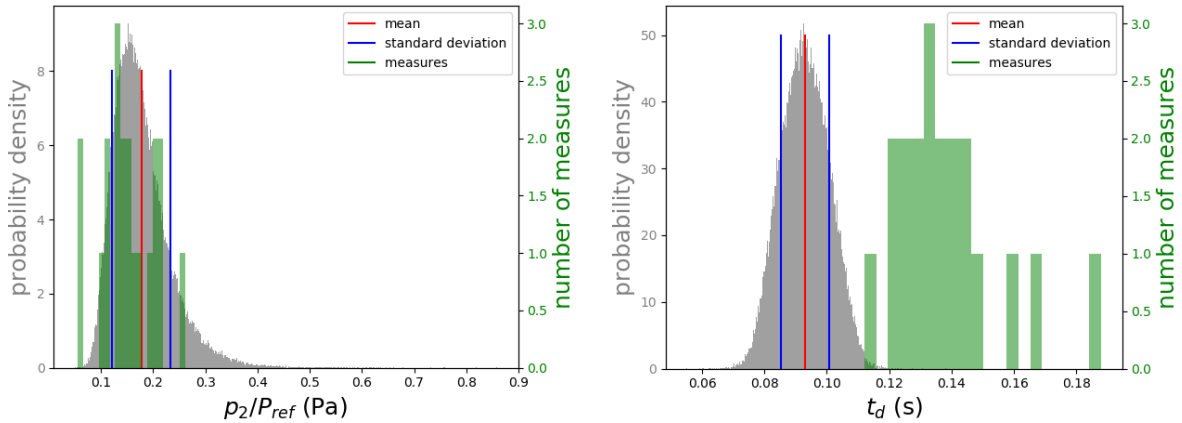 mean
standard deviation
measures
probability density
8
6
4
2
0
3.0
2.5
2.0
1.5
1.0
0.5
0.0
number of measures
0.1 0.2 0.3 0.4 0.5 0.6 0.7 0.8 0.9
p₂/P_ref (Pa)
mean
standard deviation
measures
probability density
50
40
30
20
10
0
3.0
2.5
2.0
1.5
1.0
0.5
0.0
number of measures
0.06 0.08 0.10 0.12 0.14 0.16 0.18
t_d (s)